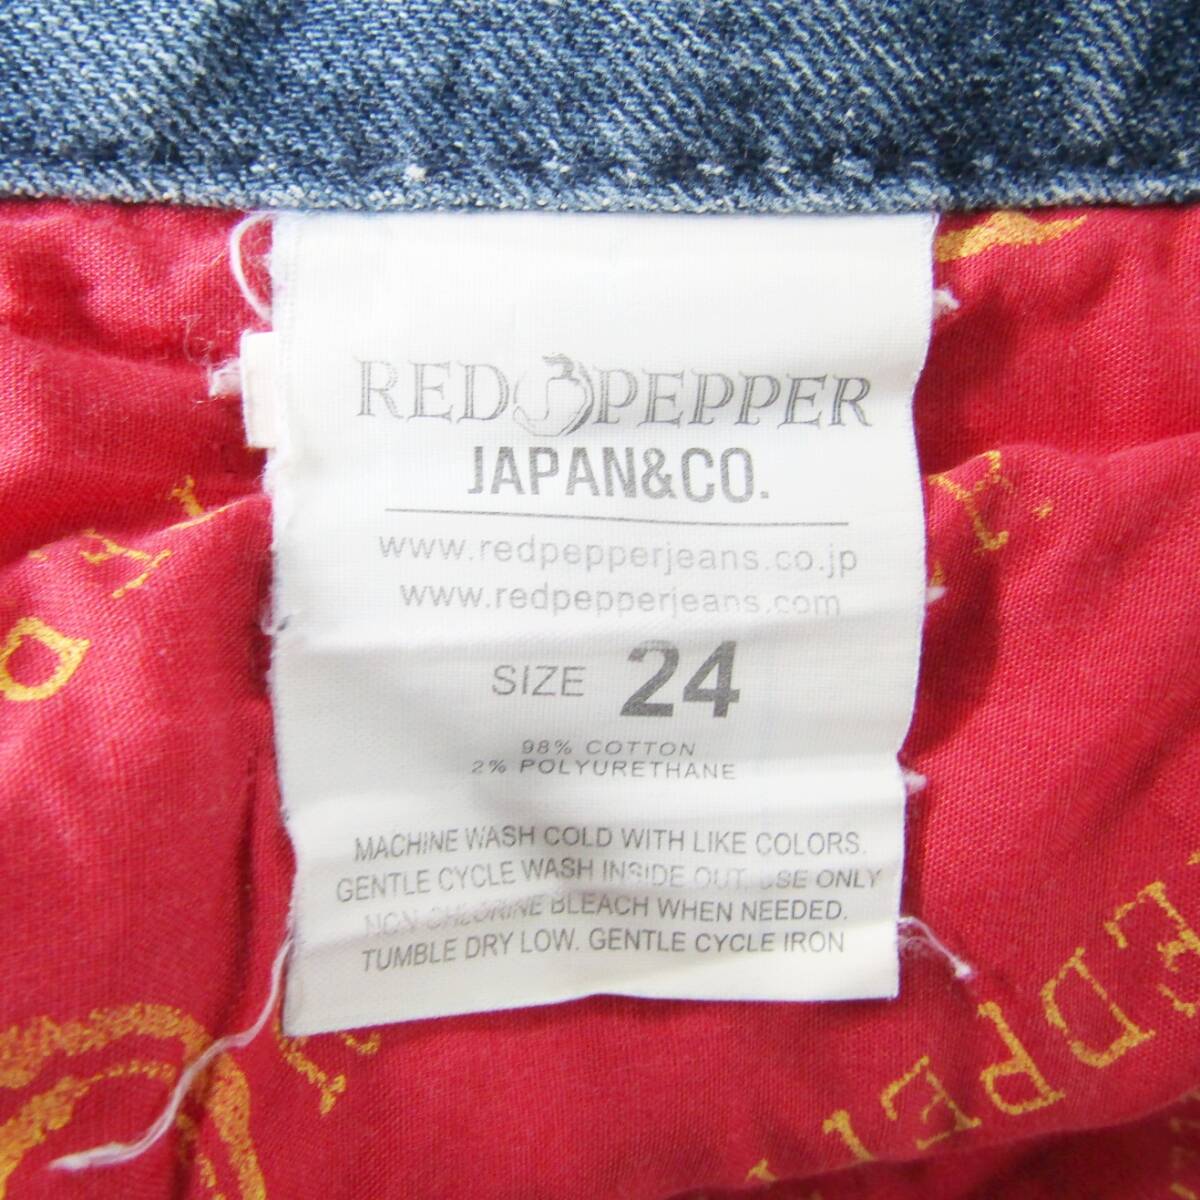 RED PEPPER
JAPAN&CO.
www.redpepperjeans.co.jp
www.redpepperjeans.com
SIZE 24
98% COTTON
2% POLYURETHANE
MACHINE WASH COLD WITH LIKE COLORS.
GENTLE CYCLE WASH INSIDE OUT. USE ONLY
NON-CHLORINE BLEACH WHEN NEEDED.
TUMBLE DRY LOW. GENTLE CYCLE IRON